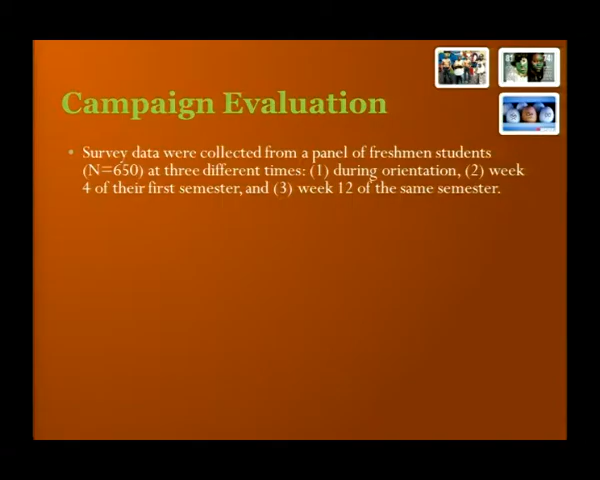 Campaign Evaluation
• Survey data were collected from a panel of freshmen students
(N=650) at three different times: (1) during orientation, (2) week
4 of their first semester, and (3) week 12 of the same semester.